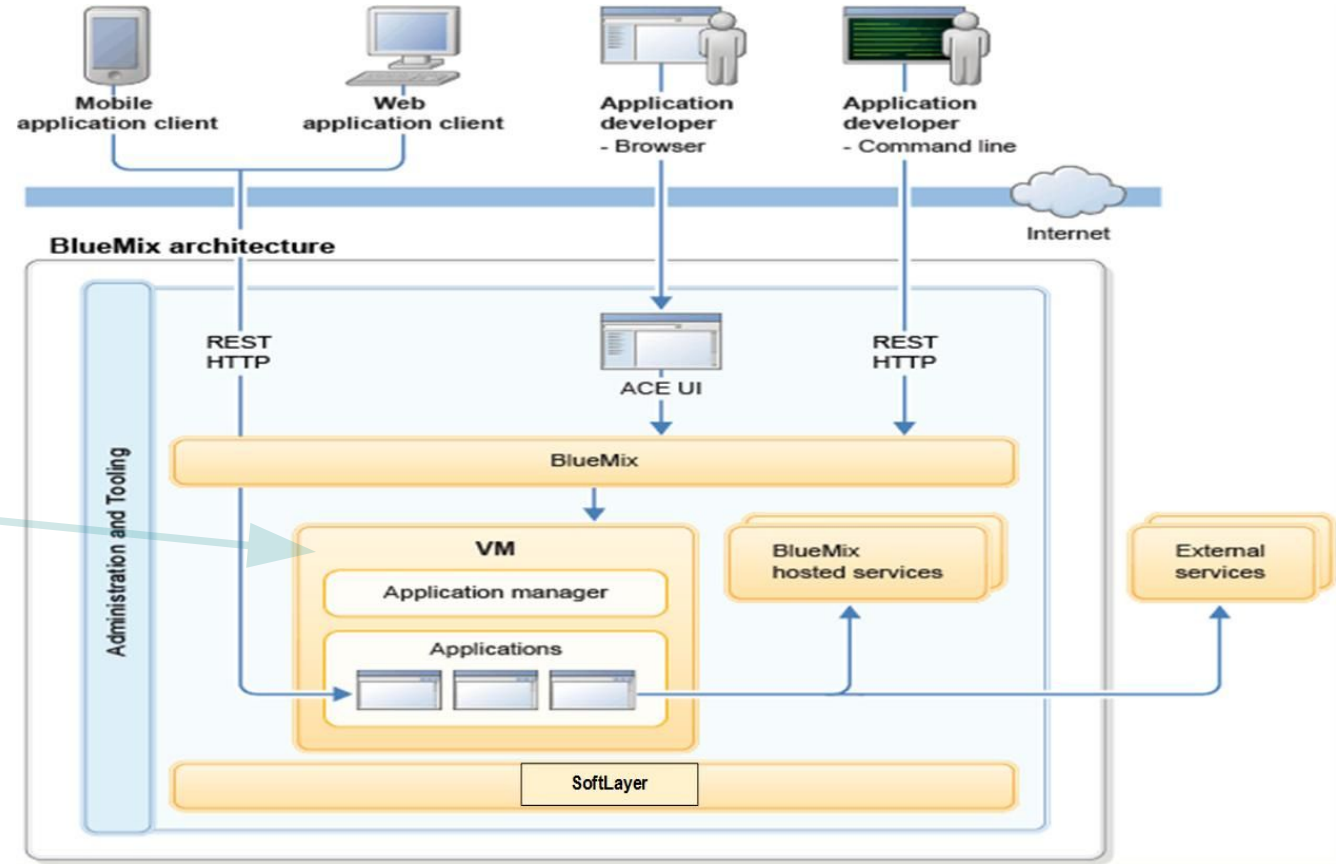 Mobile
application client
Web
application client
Application
developer
- Browser
Application
developer
- Command line
Internet
BlueMix architecture
REST
HTTP
ACE UI
REST
HTTP
Administration and Tooling
BlueMix
VM
Application manager
Applications
BlueMix
hosted services
External
services
SoftLayer